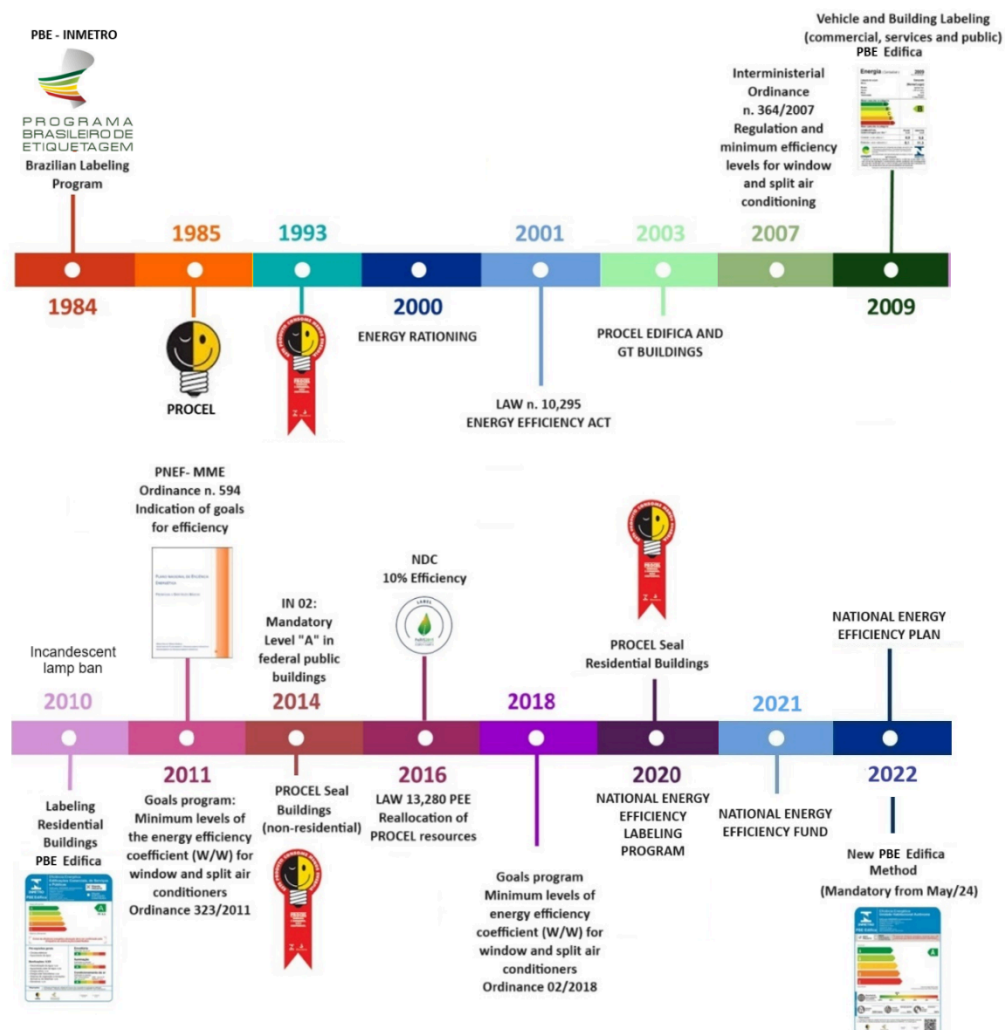 PBE - INMETRO
PROGRAMA
BRASILEIRO DE
ETIQUETAGEM
Brazilian Labeling
Program
Interministerial
Ordinance
n. 364/2007
Regulation and
minimum efficiency
levels for window
and split air
conditioning
Vehicle and Building Labeling
(commercial, services and public)
PBE Edifica
Energia
1984
1985
1993
2000
2001
2003
2007
2009
PROCEL
ENERGY RATIONING
LAW n. 10,295
ENERGY EFFICIENCY ACT
PROCEL EDIFICA AND
GT BUILDINGS
Incandescent
lamp ban
PNEF- MME
Ordinance n. 594
Indication of goals
for efficiency
IN 02:
Mandatory
Level "A" in
federal public
buildings
NDC
10% Efficiency
PROCEL Seal
Residential Buildings
NATIONAL ENERGY
EFFICIENCY PLAN
2010
2011
2014
2016
2018
2020
2021
2022
Labeling
Residential
Buildings
PBE Edifica
Goals program:
Minimum levels of
the energy efficiency
coefficient (W/W) for
window and split air
conditioners
Ordinance 323/2011
PROCEL Seal
Buildings
(non-residential)
LAW 13,280 PEE
Reallocation of
PROCEL resources
Goals program
Minimum levels of
energy efficiency
coefficient (W/W) for
window and split air
conditioners
Ordinance 02/2018
NATIONAL ENERGY
EFFICIENCY
LABELING
PROGRAM
NATIONAL ENERGY
EFFICIENCY FUND
New PBE Edifica
Method
(Mandatory from May/24)
INMETRO
PBE Edifica
A
PBE Edifica
A